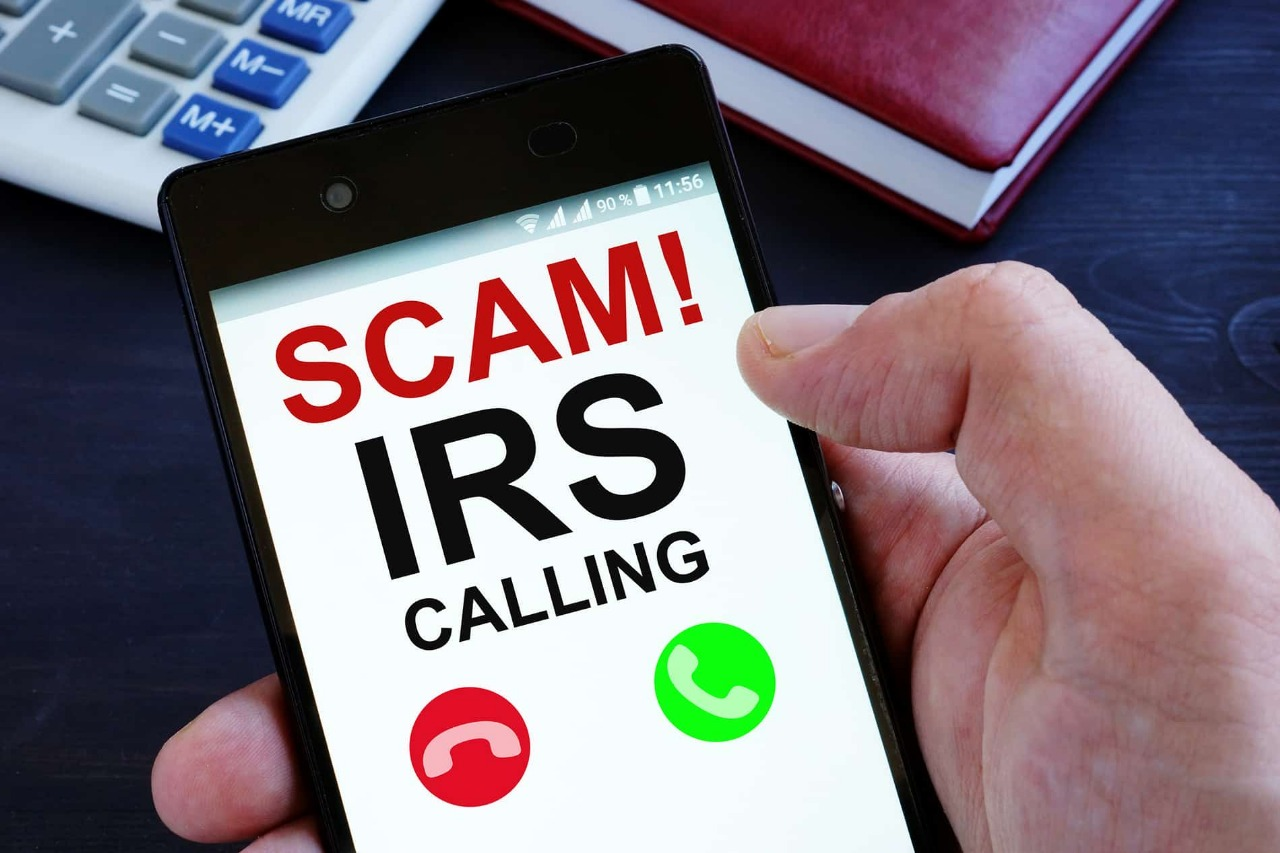 +
−
=
MR
M−
M+
90 % 11:56
SCAM!
IRS
CALLING